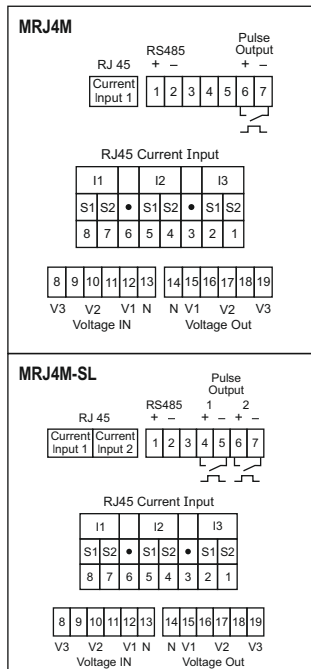 MRJ4M
Pulse
Output
RS485
RJ 45 + – + –
Current
Input 1
1 2 3 4 5 6 7
RJ45 Current Input
I1 I2 I3
S1 S2 • S1 S2 • S1 S2
8 7 6 5 4 3 2 1
8 9 10 11 12 13 14 15 16 17 18 19
V3 V2 V1 N N V1 V2 V3
Voltage IN Voltage Out
MRJ4M-SL
Pulse
Output
RS485 1 2
RJ 45 + – + – + –
Current Current
Input 1 Input 2
1 2 3 4 5 6 7
RJ45 Current Input
I1 I2 I3
S1 S2 • S1 S2 • S1 S2
8 7 6 5 4 3 2 1
8 9 10 11 12 13 14 15 16 17 18 19
V3 V2 V1 N N V1 V2 V3
Voltage IN Voltage Out